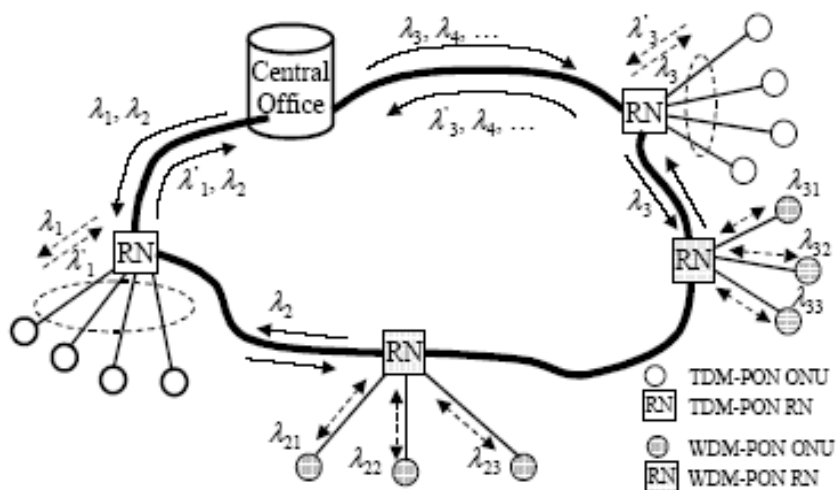 Central
Office
λ3, λ4, ...
λ'3, λ4, ...
λ1, λ2
λ'1, λ2
λ'3
λ3
RN
λ3
λ31
λ32
λ33
RN
λ1
λ'1
RN
λ2
RN
λ21
λ22
λ23
TDM-PON ONU
RN TDM-PON RN
WDM-PON ONU
RN WDM-PON RN